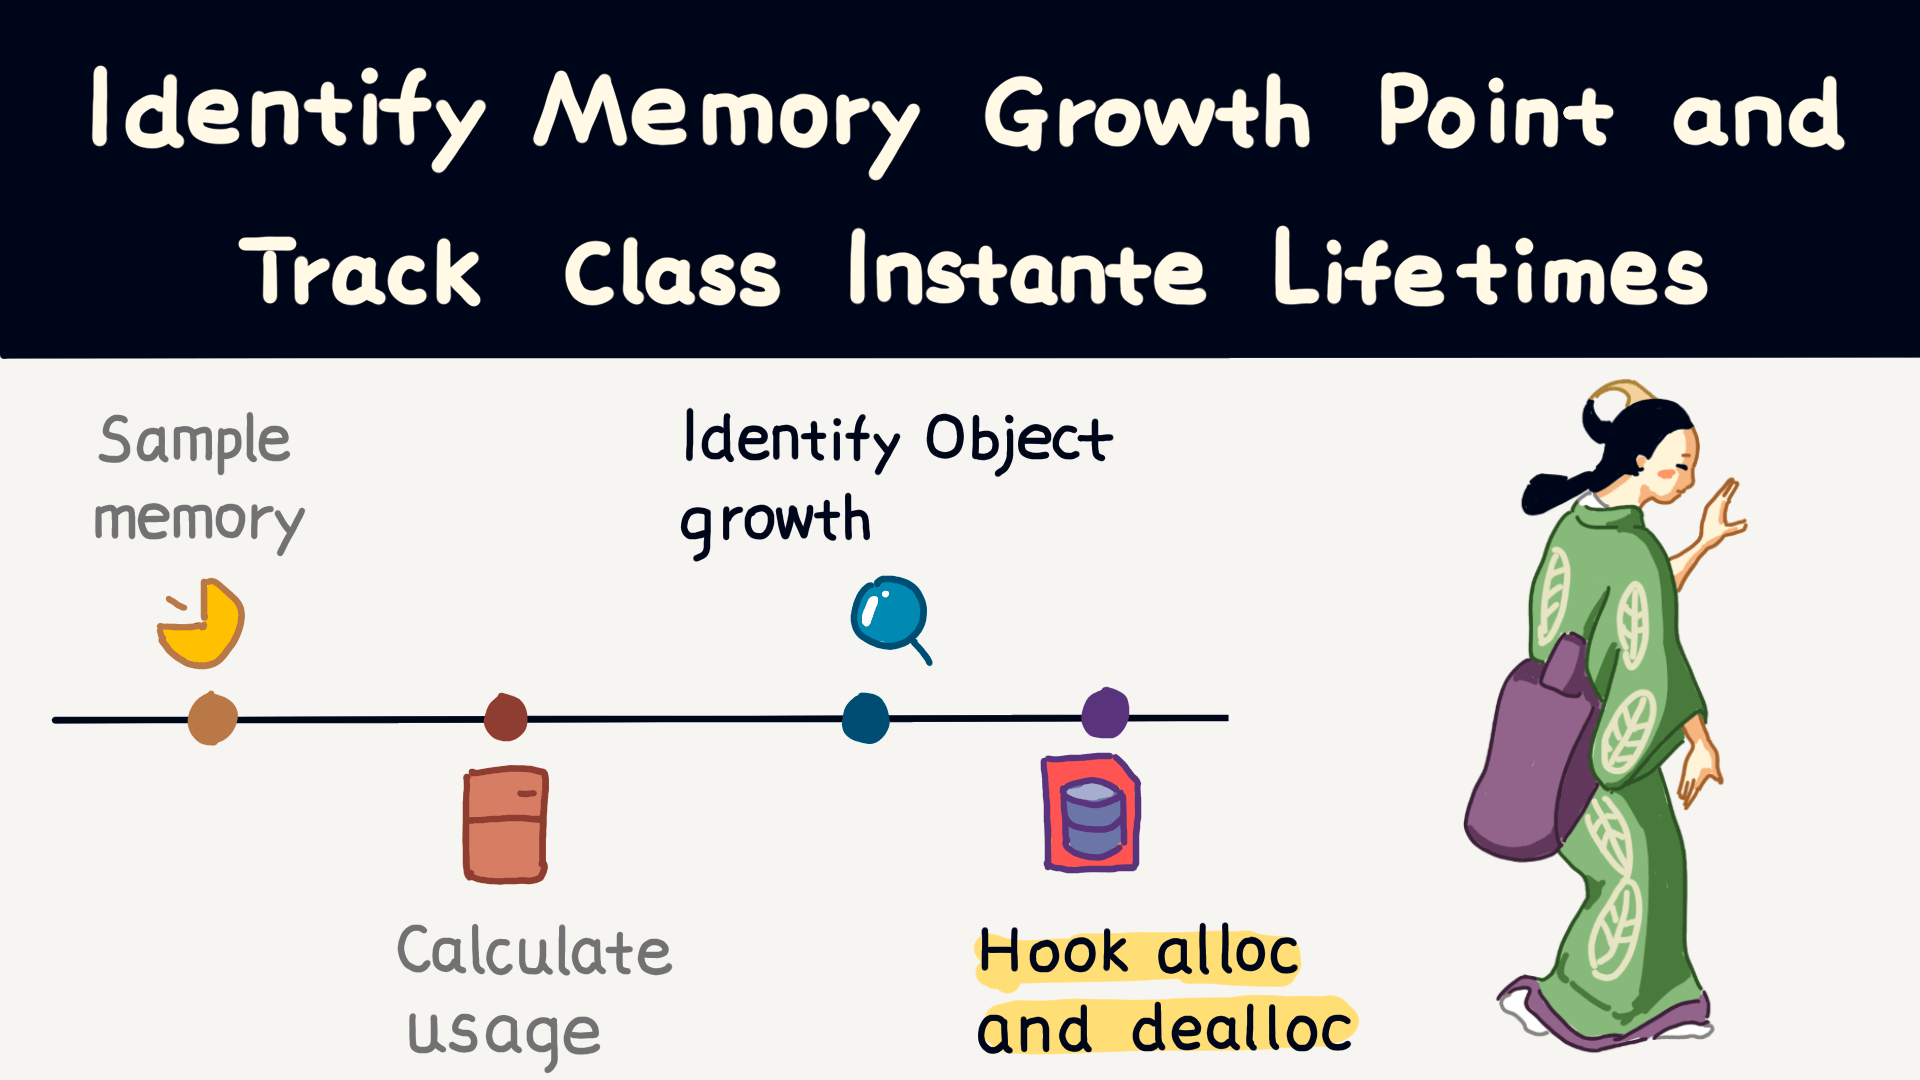 Identify Memory Growth Point and
Track Class Instante Lifetimes
Sample
memory
Identify Object
growth
Calculate
usage
Hook alloc
and dealloc